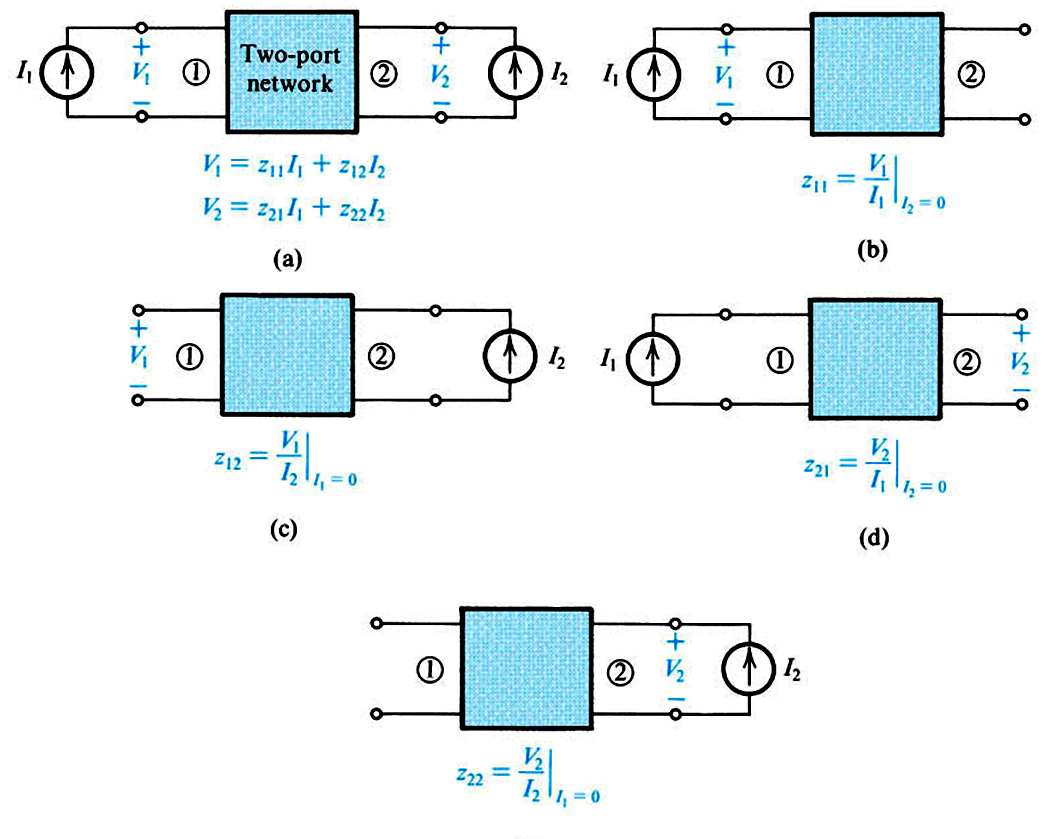 I₁ + V₁ − ① Two-port network ② + V₂ − I₂
V₁ = z₁₁I₁ + z₁₂I₂
V₂ = z₂₁I₁ + z₂₂I₂
(a)
I₁ + V₁ − ① ②
z₁₁ = V₁/I₁ |I₂ = 0
(b)
+ V₁ − ① ② I₂
z₁₂ = V₁/I₂ |I₁ = 0
(c)
I₁ ① ② + V₂ −
z₂₁ = V₂/I₁ |I₂ = 0
(d)
① ② + V₂ − I₂
z₂₂ = V₂/I₂ |I₁ = 0